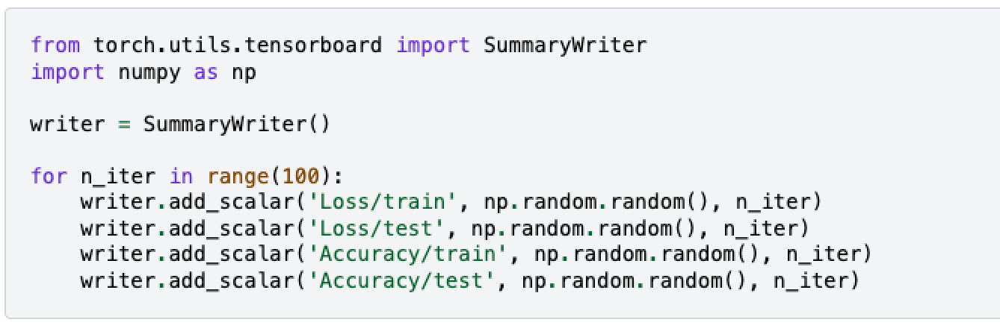 from torch.utils.tensorboard import SummaryWriter
import numpy as np
writer = SummaryWriter()
for n_iter in range(100):
    writer.add_scalar('Loss/train', np.random.random(), n_iter)
    writer.add_scalar('Loss/test', np.random.random(), n_iter)
    writer.add_scalar('Accuracy/train', np.random.random(), n_iter)
    writer.add_scalar('Accuracy/test', np.random.random(), n_iter)